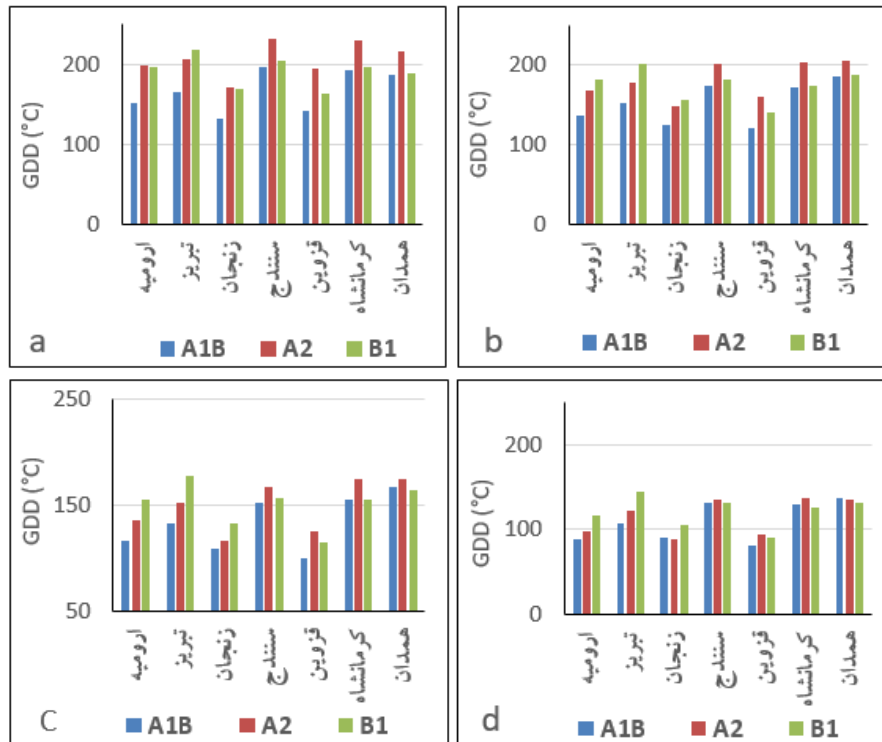 GDD (°C)
200
100
0
ارومیه
تبریز
زنجان
سنندج
قزوین
کرمانشاه
همدان
a
A1B A2 B1
GDD (°C)
200
100
0
ارومیه
تبریز
زنجان
سنندج
قزوین
کرمانشاه
همدان
b
A1B A2 B1
GDD (°C)
250
150
50
ارومیه
تبریز
زنجان
سنندج
قزوین
کرمانشاه
همدان
C
A1B A2 B1
GDD (°C)
200
100
0
ارومیه
تبریز
زنجان
سنندج
قزوین
کرمانشاه
همدان
d
A1B A2 B1